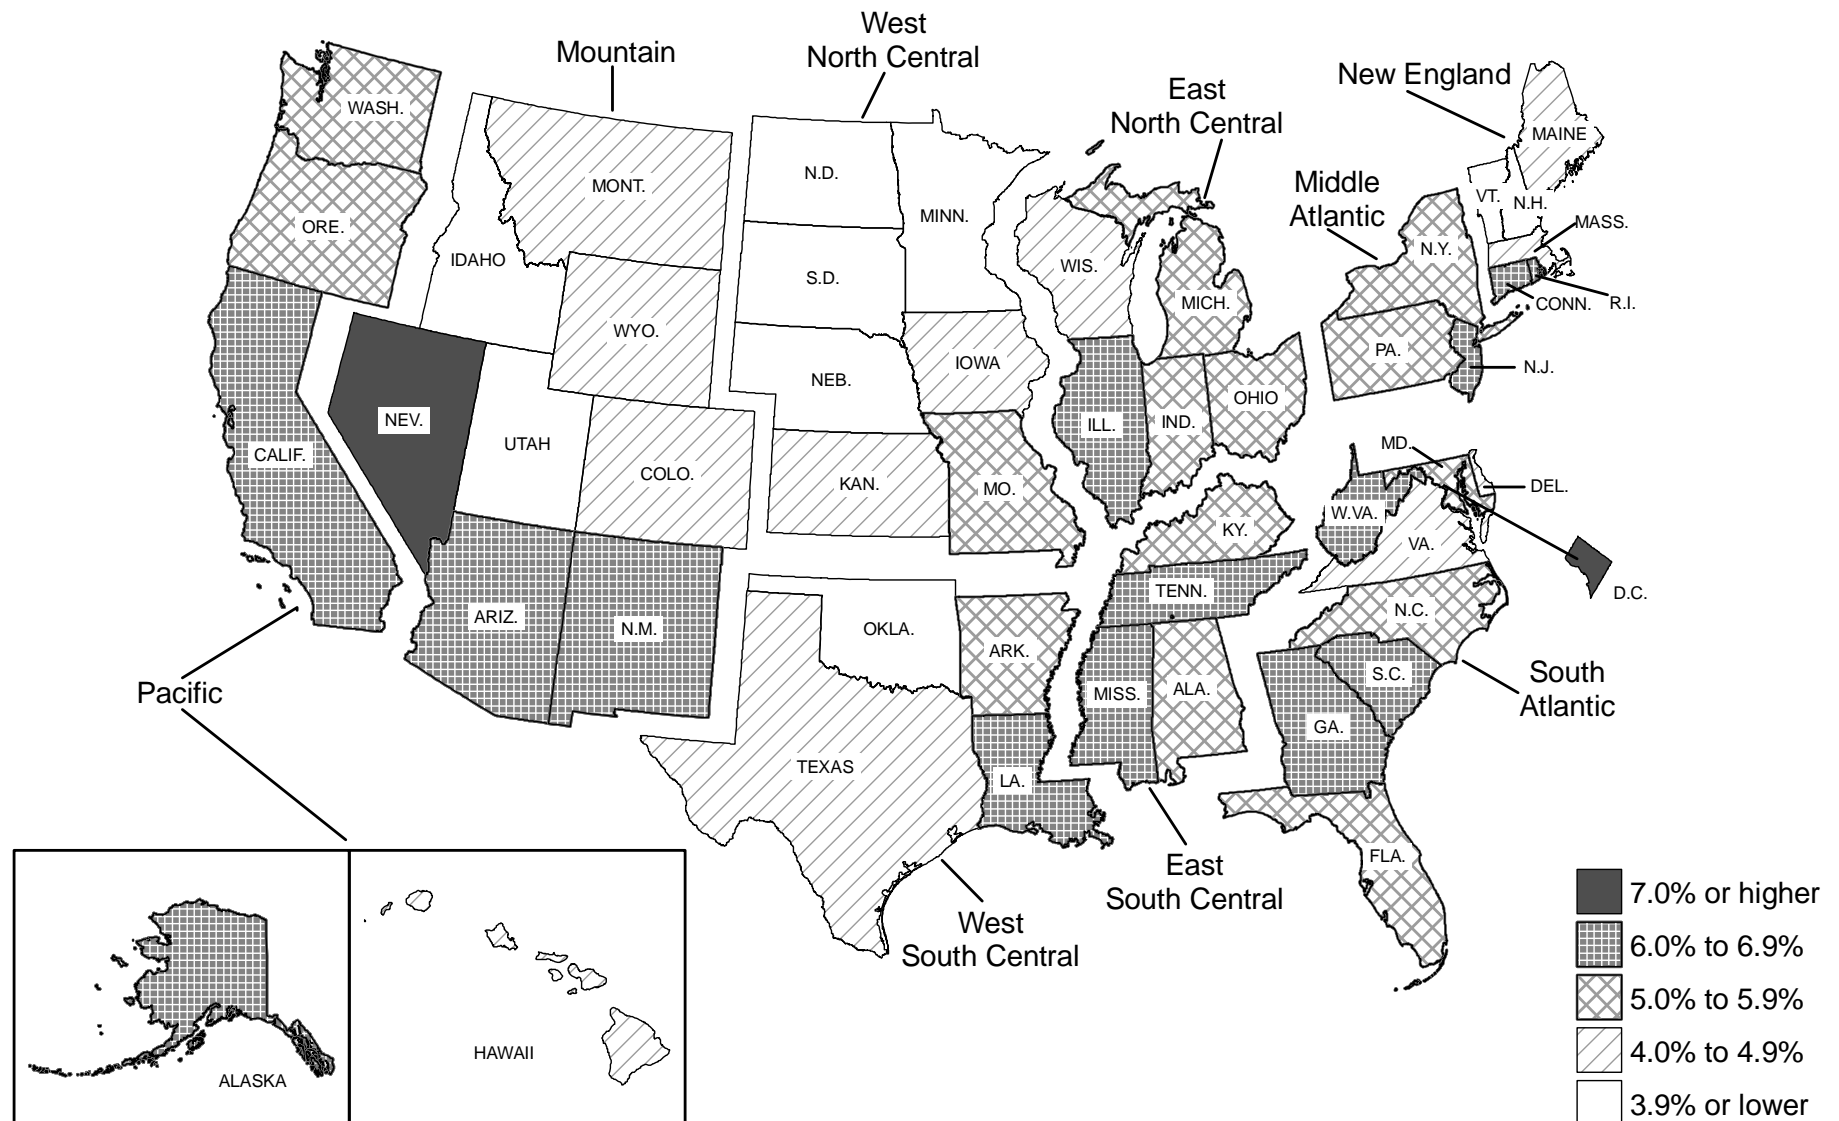 West
North Central
Mountain
New England
East
North Central
WASH.
MAINE
MONT.
N.D.
Middle
Atlantic
VT.
N.H.
MINN.
MASS.
ORE.
N.Y.
IDAHO
WIS.
S.D.
MICH.
CONN.
R.I.
WYO.
PA.
IOWA
N.J.
NEB.
OHIO
NEV.
ILL.
IND.
UTAH
MD.
CALIF.
COLO.
KAN.
MO.
DEL.
W.VA.
KY.
VA.
TENN.
D.C.
ARIZ.
N.M.
OKLA.
N.C.
ARK.
S.C.
South
Atlantic
Pacific
MISS.
ALA.
GA.
TEXAS
LA.
FLA.
East
South Central
West
South Central
HAWAII
ALASKA
7.0% or higher
6.0% to 6.9%
5.0% to 5.9%
4.0% to 4.9%
3.9% or lower